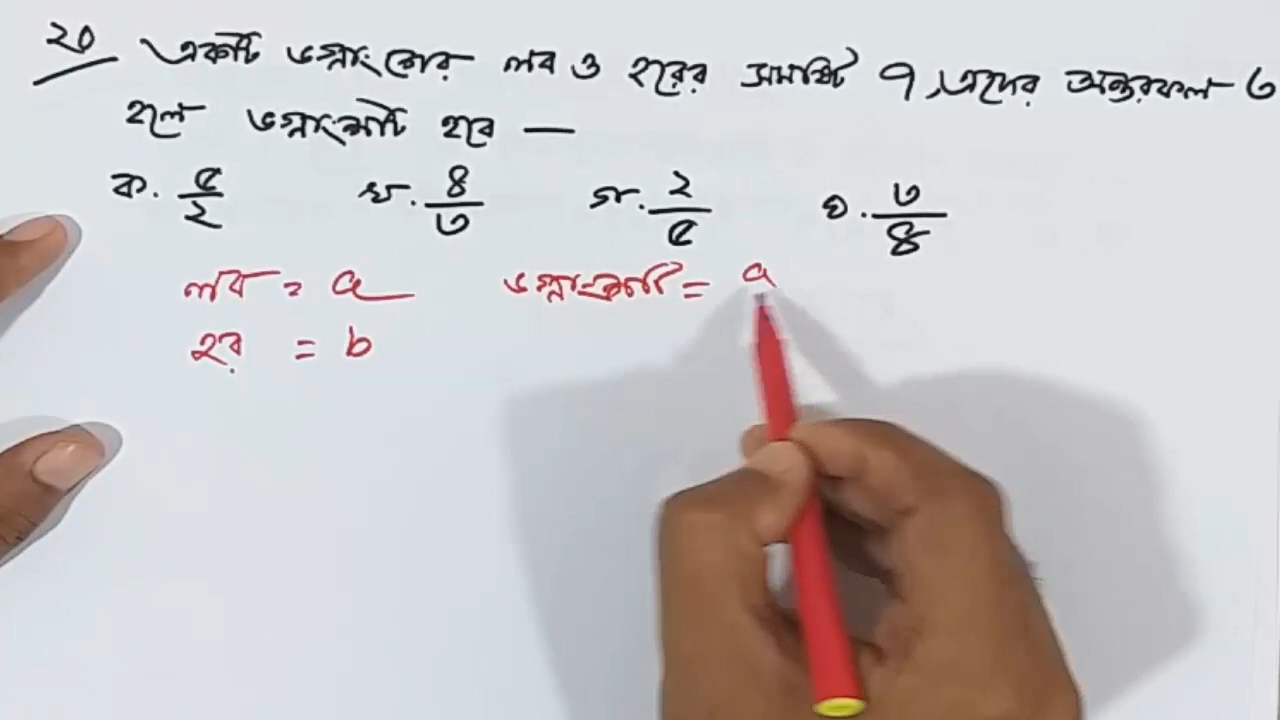 ২০ একটি ভগ্নাংশের লব ও হরের সমষ্টি ৭, এদের অন্তরফল ৩
হলে ভগ্নাংশটি হবে —
ক. ৫/২ খ. ৪/৩ গ. ২/৫ ঘ. ৩/৪
লব = a ভগ্নাংশটি = a
হর = b